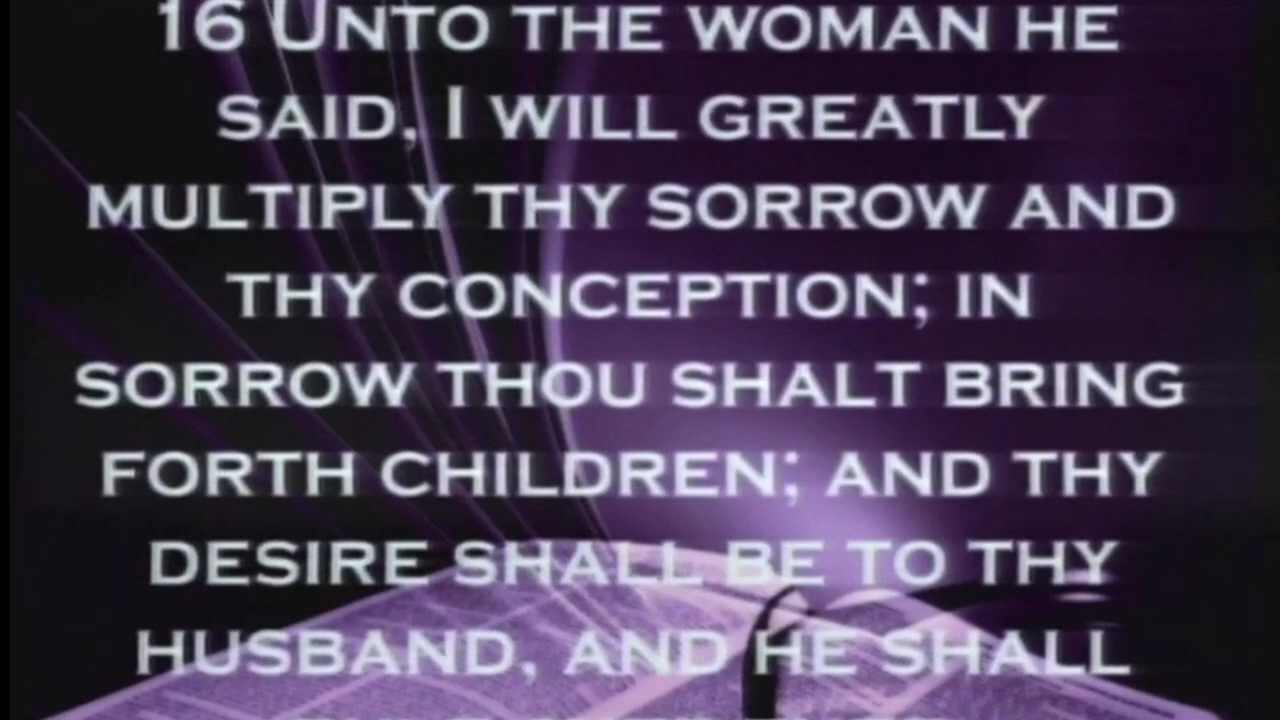 16 Unto the woman he
said, I will greatly
multiply thy sorrow and
thy conception; in
sorrow thou shalt bring
forth children; and thy
desire shall be to thy
husband, and he shall